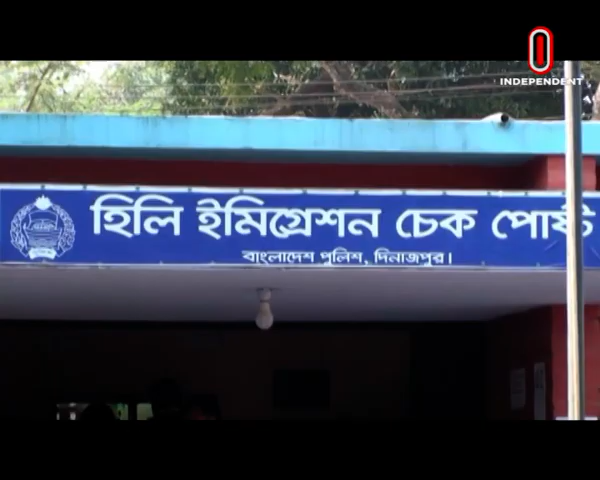 INDEPENDENT
হিলি ইমিগ্রেশন চেক পোষ্ট
বাংলাদেশ পুলিশ, দিনাজপুর।